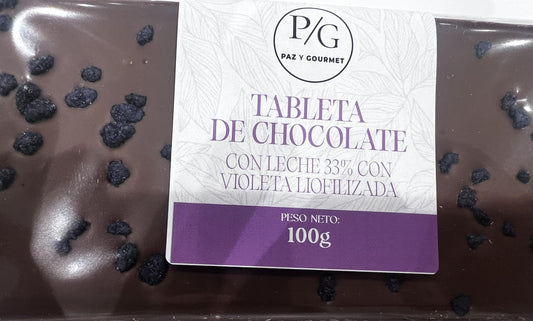 P/G
PAZ Y GOURMET
TABLETA
DE CHOCOLATE
CON LECHE 33% CON
VIOLETA LIOFILIZADA
PESO NETO:
100g